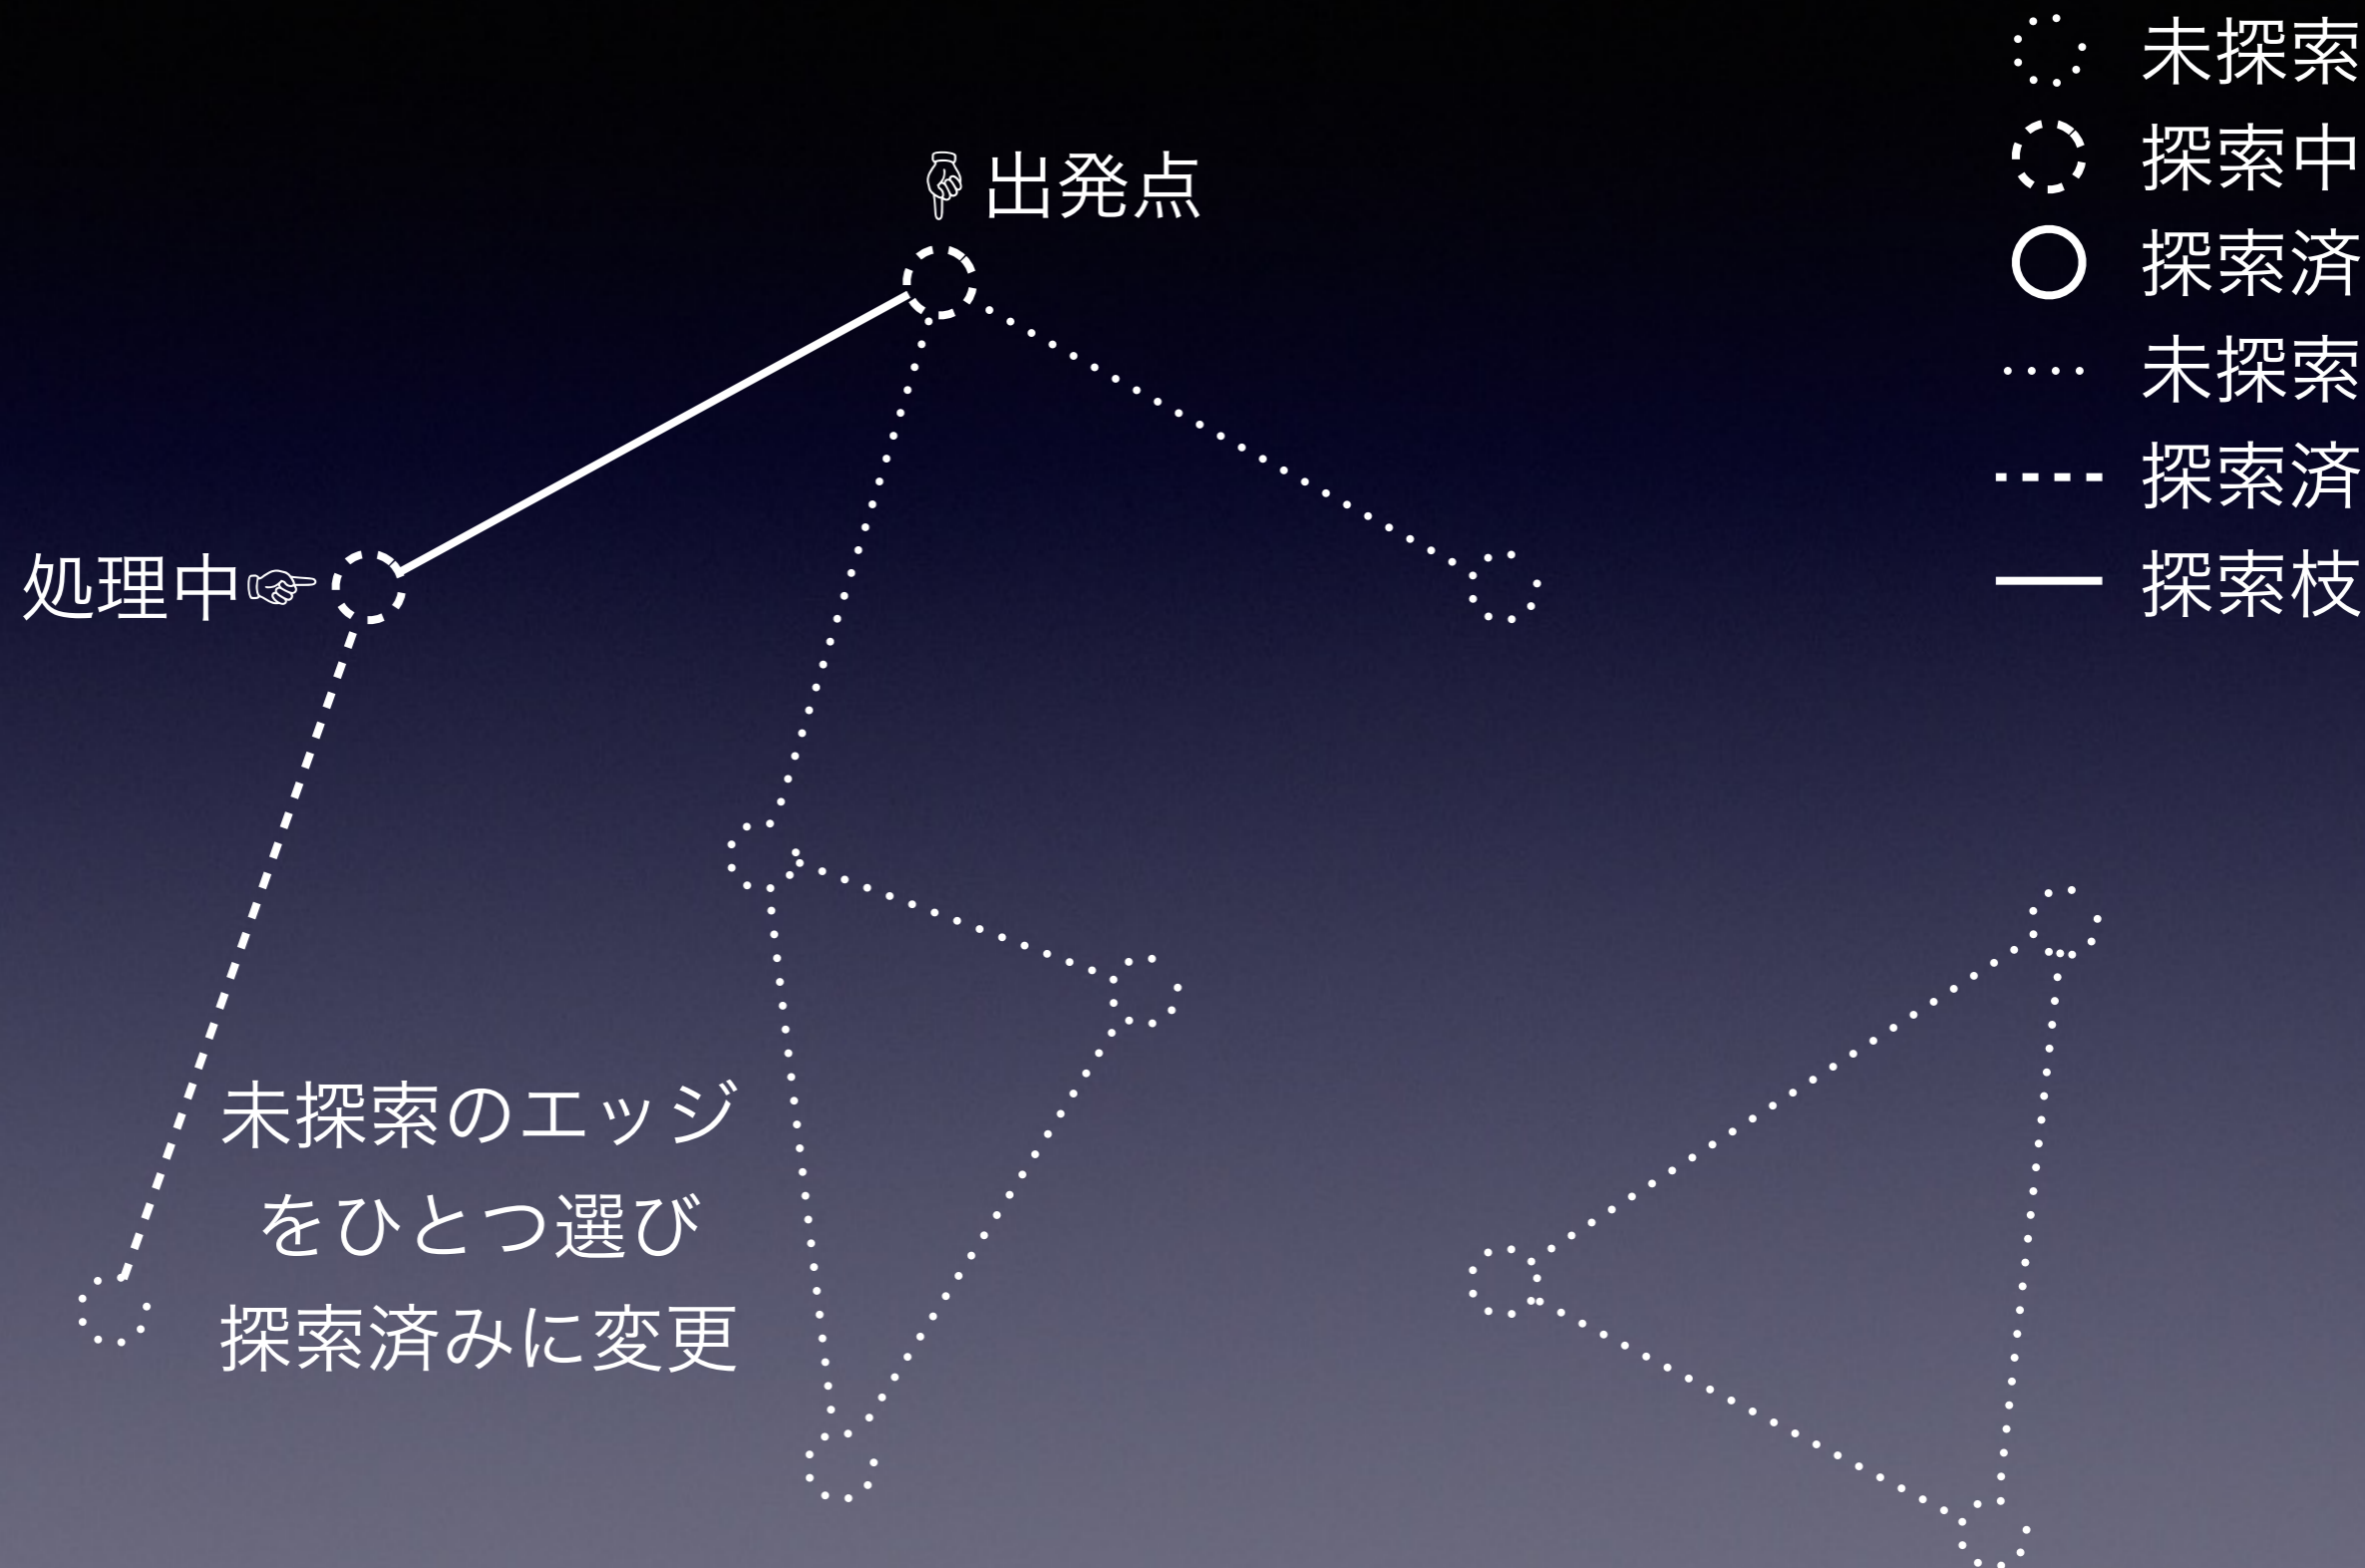 未探索
探索中
探索済
未探索
探索済
探索枝
☟出発点
処理中☞
未探索のエッジ
をひとつ選び
探索済みに変更